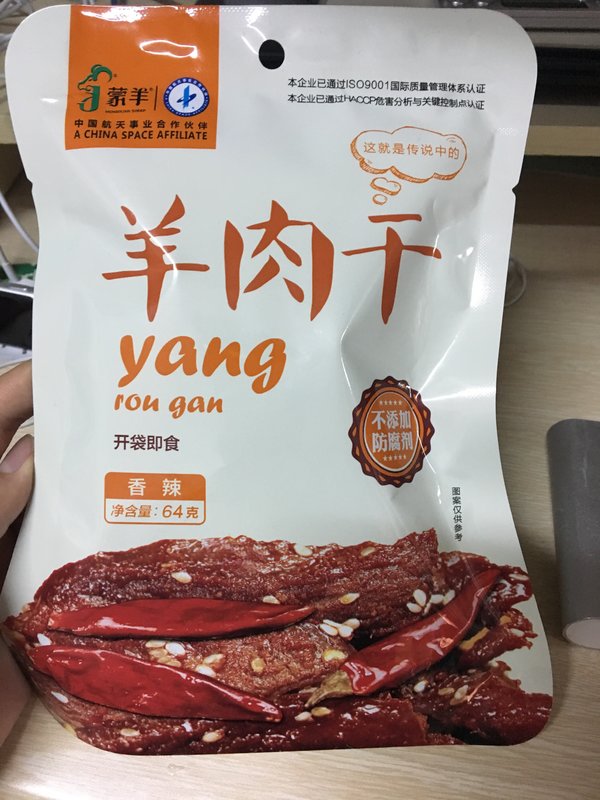 蒙羊
中国航天事业合作伙伴
A CHINA SPACE AFFILIATE
本企业已通过ISO9001国际质量管理体系认证
本企业已通过HACCP危害分析与关键控制点认证
这就是传说中的
羊肉干
yang
rou gan
开袋即食
不添加
防腐剂
香辣
净含量：64克
图案仅供参考